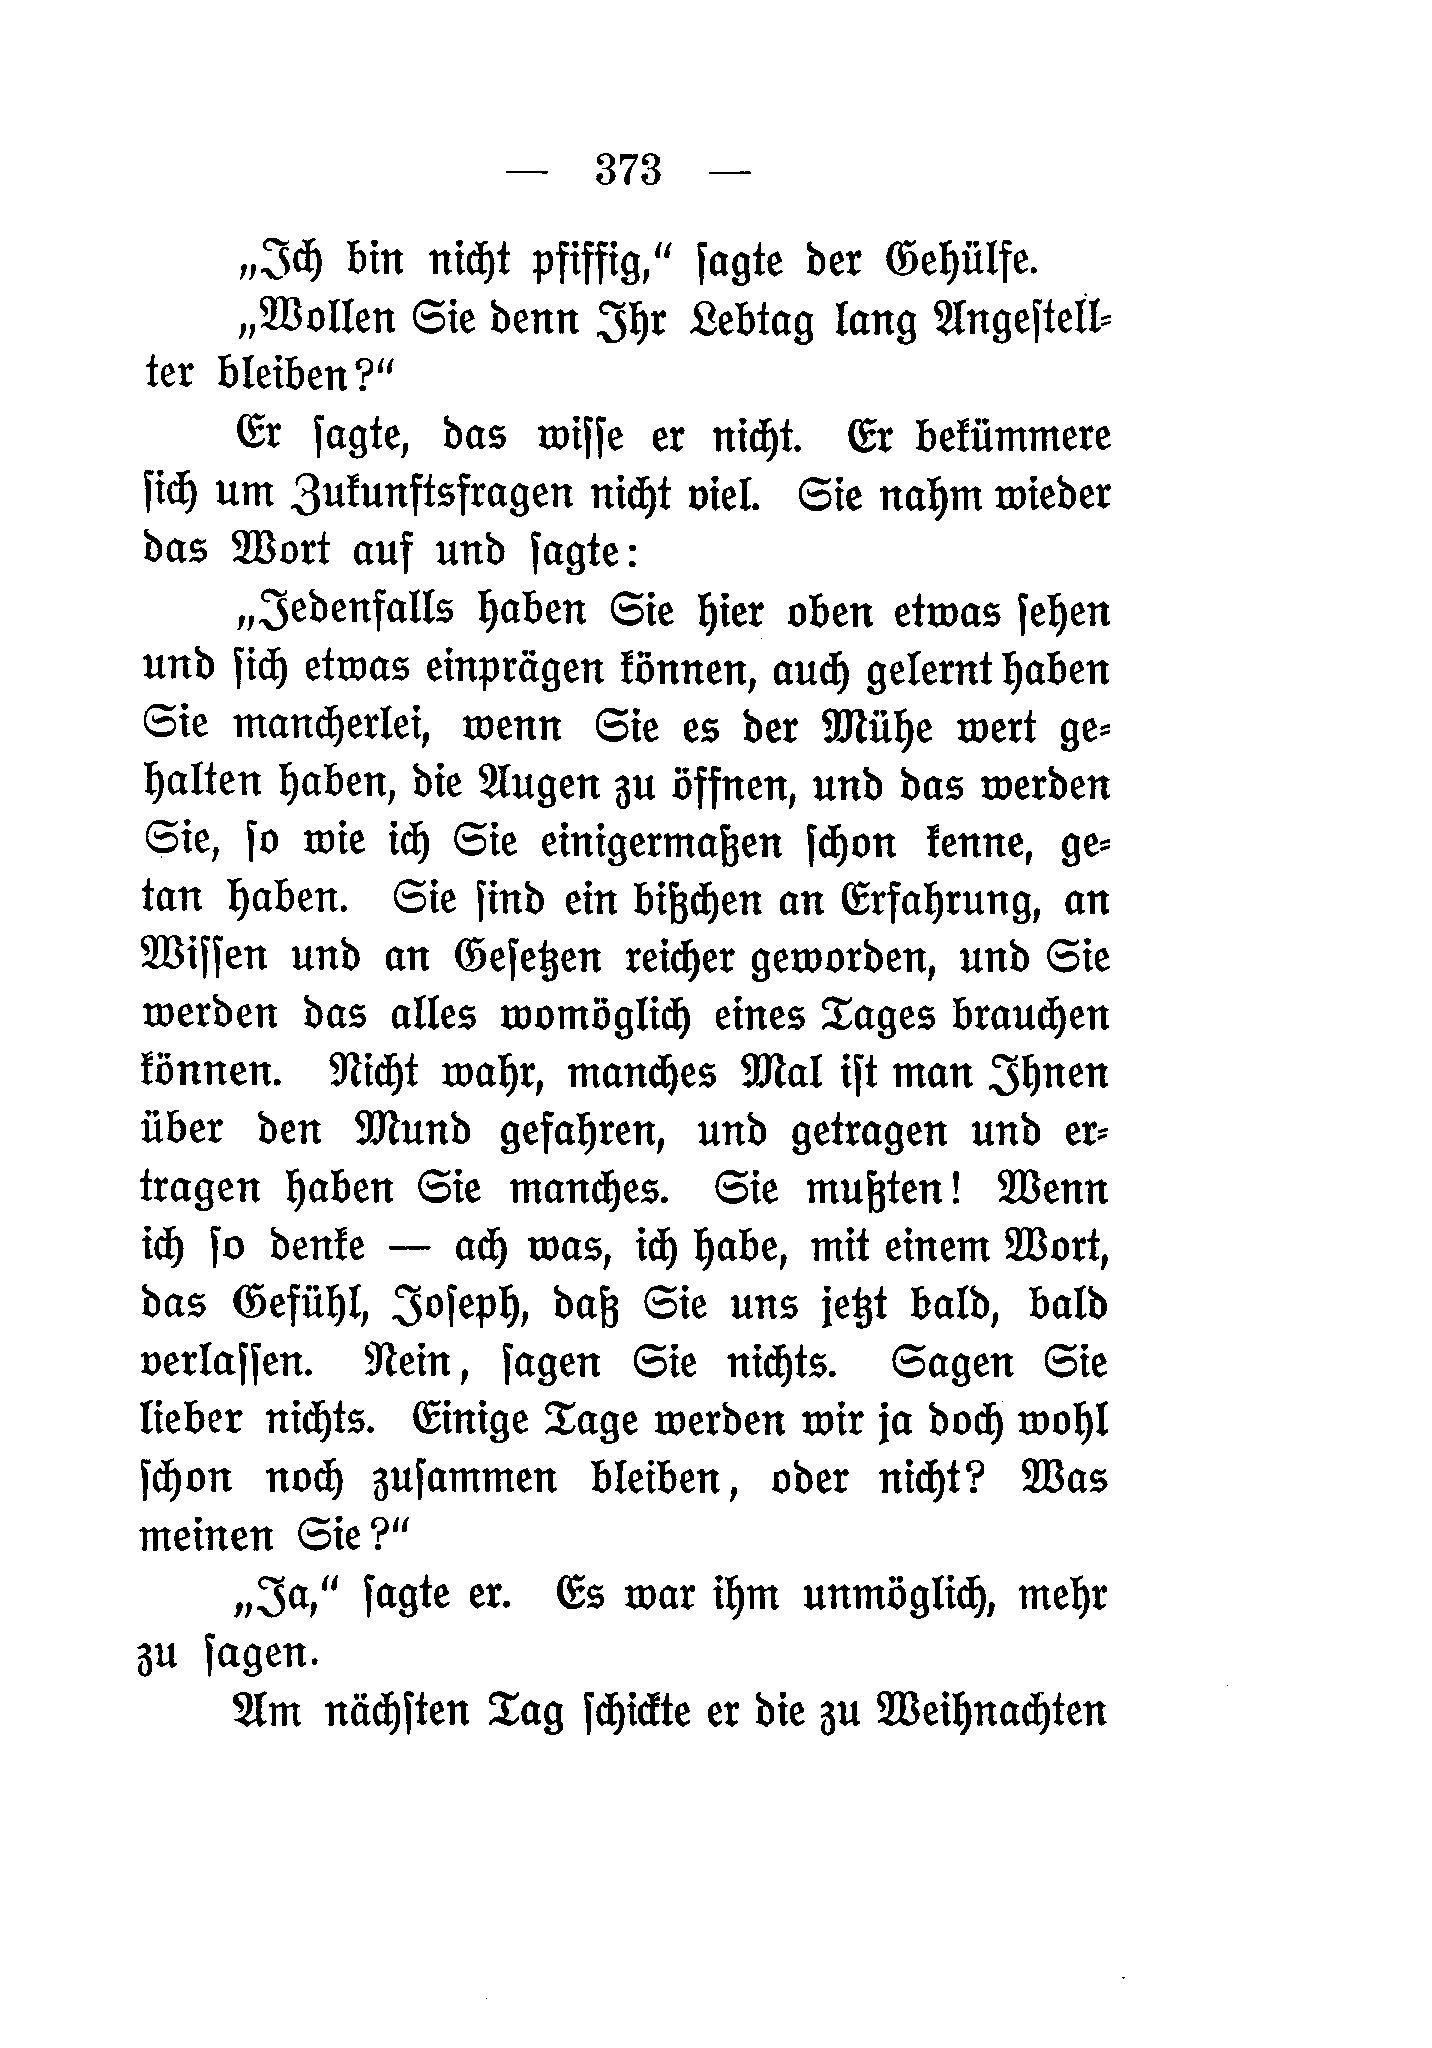 — 373 —
„Ich bin nicht pfiffig,“ ſagte der Gehülfe.
„Wollen Sie denn Ihr Lebtag lang Angeſtell-
ter bleiben?“
Er ſagte, das wiſſe er nicht. Er bekümmere
ſich um Zukunftsfragen nicht viel. Sie nahm wieder
das Wort auf und ſagte:
„Jedenfalls haben Sie hier oben etwas ſehen
und ſich etwas einprägen können, auch gelernt haben
Sie mancherlei, wenn Sie es der Mühe wert ge-
halten haben, die Augen zu öffnen, und das werden
Sie, ſo wie ich Sie einigermaßen ſchon kenne, ge-
tan haben. Sie ſind ein bißchen an Erfahrung, an
Wiſſen und an Geſetzen reicher geworden, und Sie
werden das alles womöglich eines Tages brauchen
können. Nicht wahr, manches Mal iſt man Ihnen
über den Mund gefahren, und getragen und er-
tragen haben Sie manches. Sie mußten! Wenn
ich ſo denke — ach was, ich habe, mit einem Wort,
das Gefühl, Joſeph, daß Sie uns jetzt bald, bald
verlaſſen. Nein, ſagen Sie nichts. Sagen Sie
lieber nichts. Einige Tage werden wir ja doch wohl
ſchon noch zuſammen bleiben, oder nicht? Was
meinen Sie?“
„Ja,“ ſagte er. Es war ihm unmöglich, mehr
zu ſagen.
Am nächſten Tag ſchickte er die zu Weihnachten